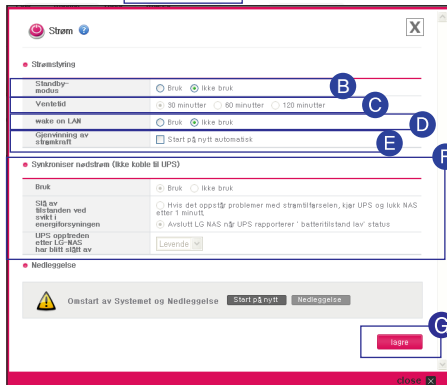 Strøm ? X
Strømstyring
Standby-
modus
Bruk Ikke bruk B
Ventetid 30 minutter 60 minutter 120 minutter C
wake on LAN Bruk Ikke bruk D
Gjenvinning av
strømkraft
Start på nytt automatisk E
F
Synkroniser nødstrøm (Ikke koble til UPS)
Bruk Bruk Ikke bruk
Slå av
tilstanden ved
svikt i
energiforsyningen
Hvis det oppstår problemer med strømtilførselen, kjør UPS og lukk NAS
etter 1 minutt,
Avslutt LG NAS når UPS rapporterer ' batteritilstand lav' status
UPS opptreden
etter LG-NAS
har blitt slått av
Levende
Nedleggelse
Omstart av Systemet og Nedleggelse Start på nytt Nedleggelse
lagre G
close X